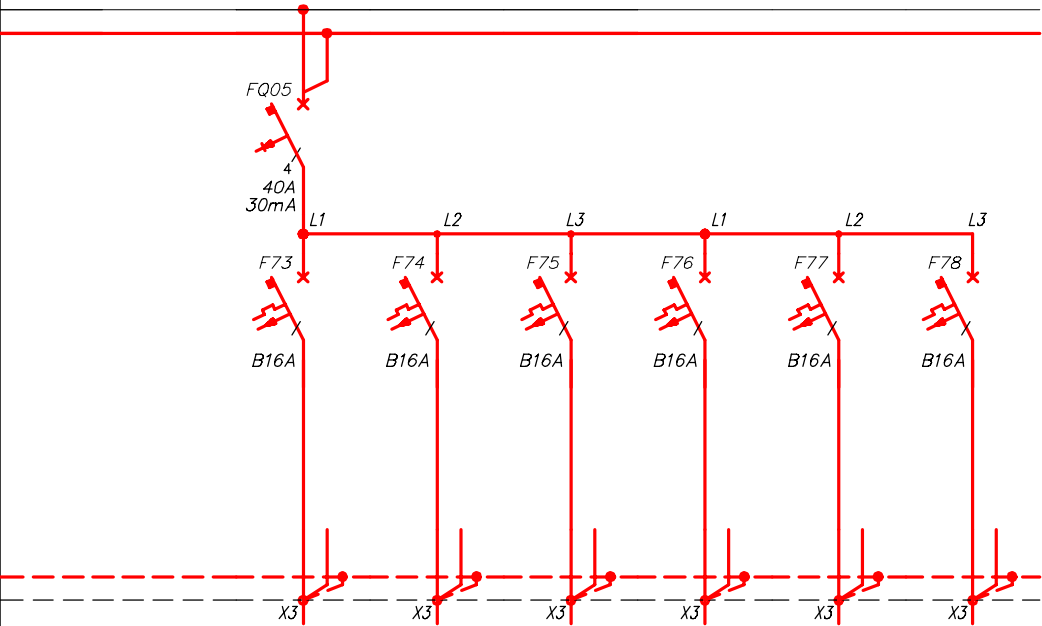 FQ05
4
40A
30mA
L1 L2 L3 L1 L2 L3
F73 F74 F75 F76 F77 F78
B16A B16A B16A B16A B16A B16A
X3 X3 X3 X3 X3 X3